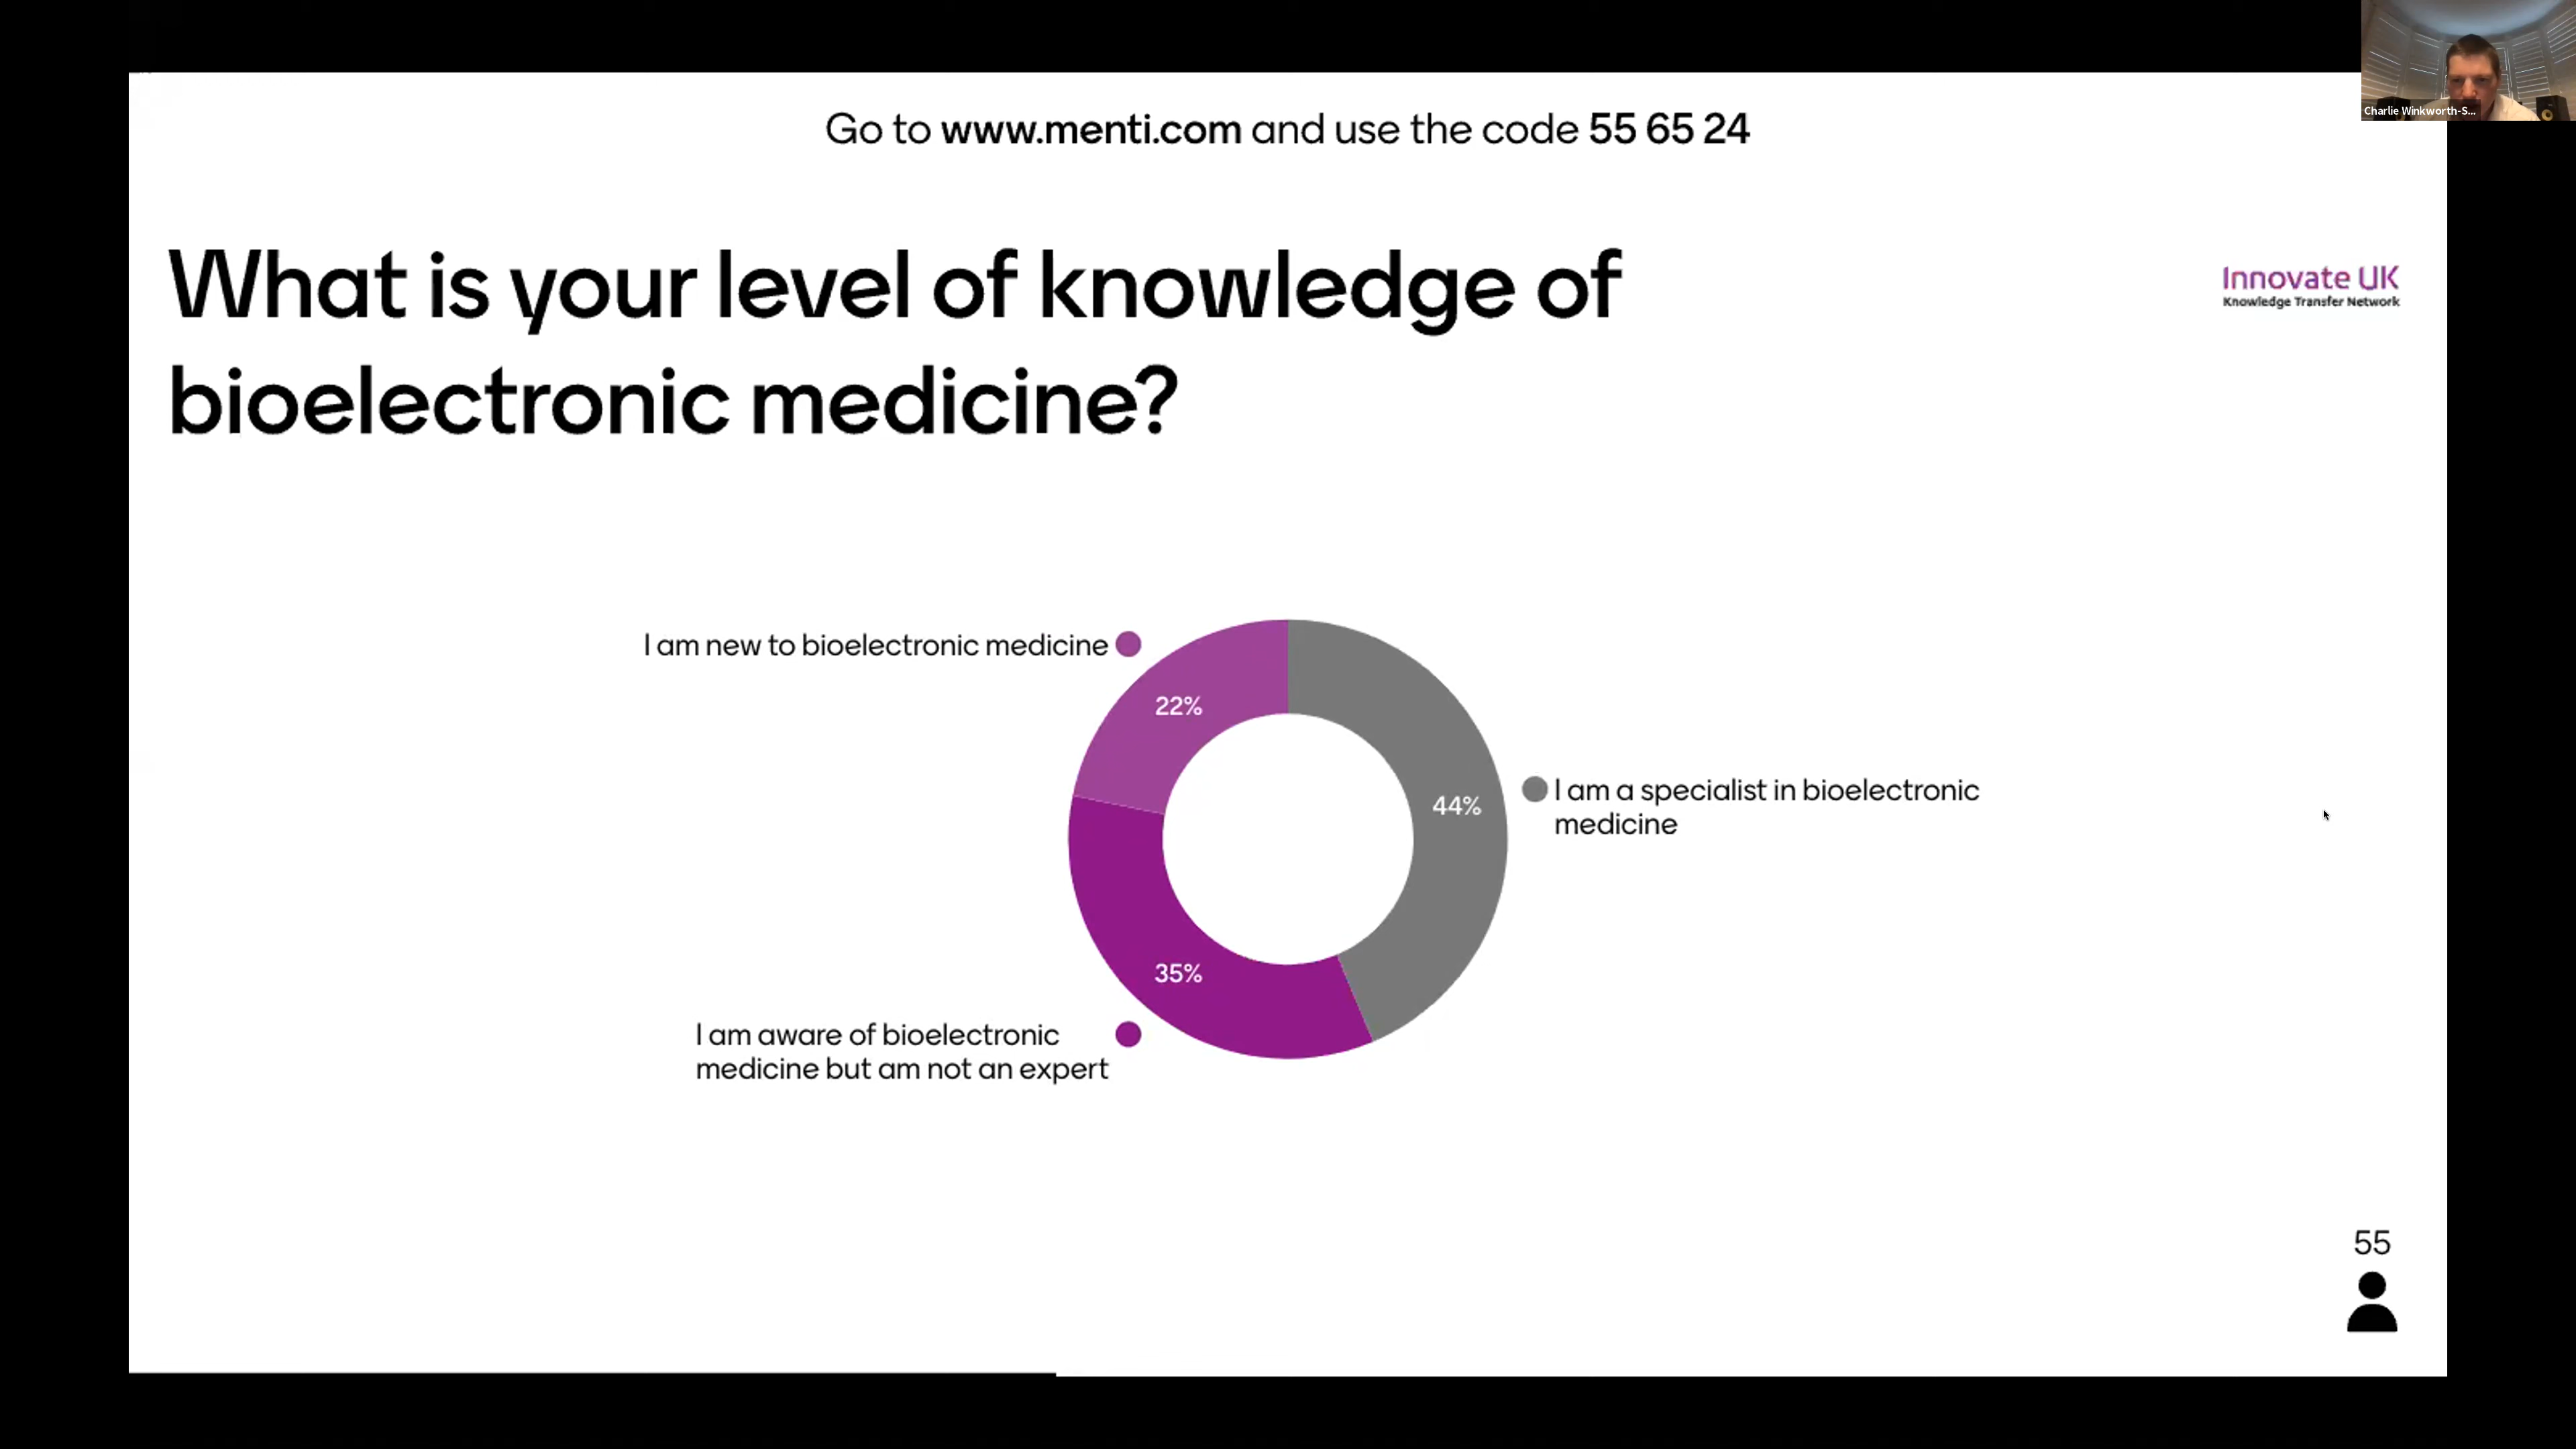 Charlie Winkworth-S...
Go to www.menti.com and use the code 55 65 24
What is your level of knowledge of
bioelectronic medicine?
Innovate UK
Knowledge Transfer Network
I am new to bioelectronic medicine
22%
44%
I am a specialist in bioelectronic
medicine
35%
I am aware of bioelectronic
medicine but am not an expert
55